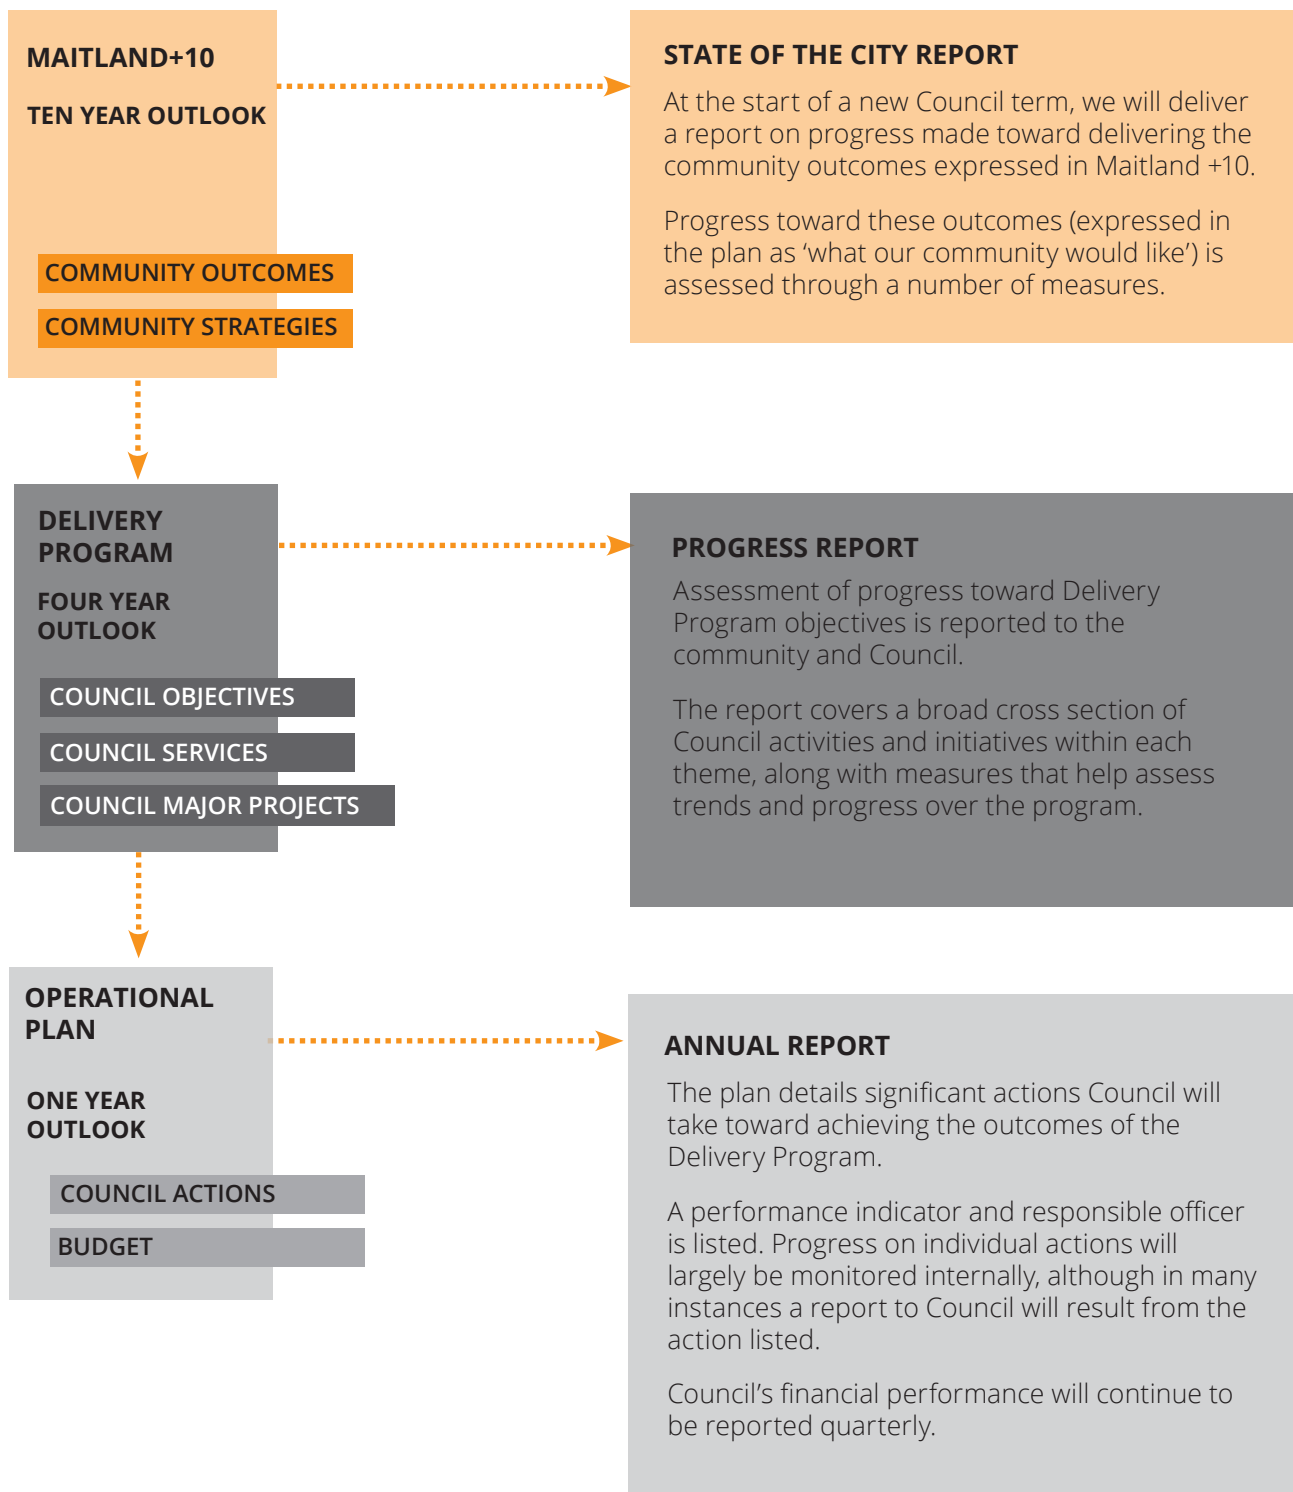 MAITLAND+10
TEN YEAR OUTLOOK
COMMUNITY OUTCOMES
COMMUNITY STRATEGIES
STATE OF THE CITY REPORT
At the start of a new Council term, we will deliver
a report on progress made toward delivering the
community outcomes expressed in Maitland +10.
Progress toward these outcomes (expressed in
the plan as ‘what our community would like’) is
assessed through a number of measures.
DELIVERY
PROGRAM
FOUR YEAR
OUTLOOK
COUNCIL OBJECTIVES
COUNCIL SERVICES
COUNCIL MAJOR PROJECTS
PROGRESS REPORT
Assessment of progress toward Delivery
Program objectives is reported to the
community and Council.
The report covers a broad cross section of
Council activities and initiatives within each
theme, along with measures that help assess
trends and progress over the program.
OPERATIONAL
PLAN
ONE YEAR
OUTLOOK
COUNCIL ACTIONS
BUDGET
ANNUAL REPORT
The plan details significant actions Council will
take toward achieving the outcomes of the
Delivery Program.
A performance indicator and responsible officer
is listed. Progress on individual actions will
largely be monitored internally, although in many
instances a report to Council will result from the
action listed.
Council’s financial performance will continue to
be reported quarterly.